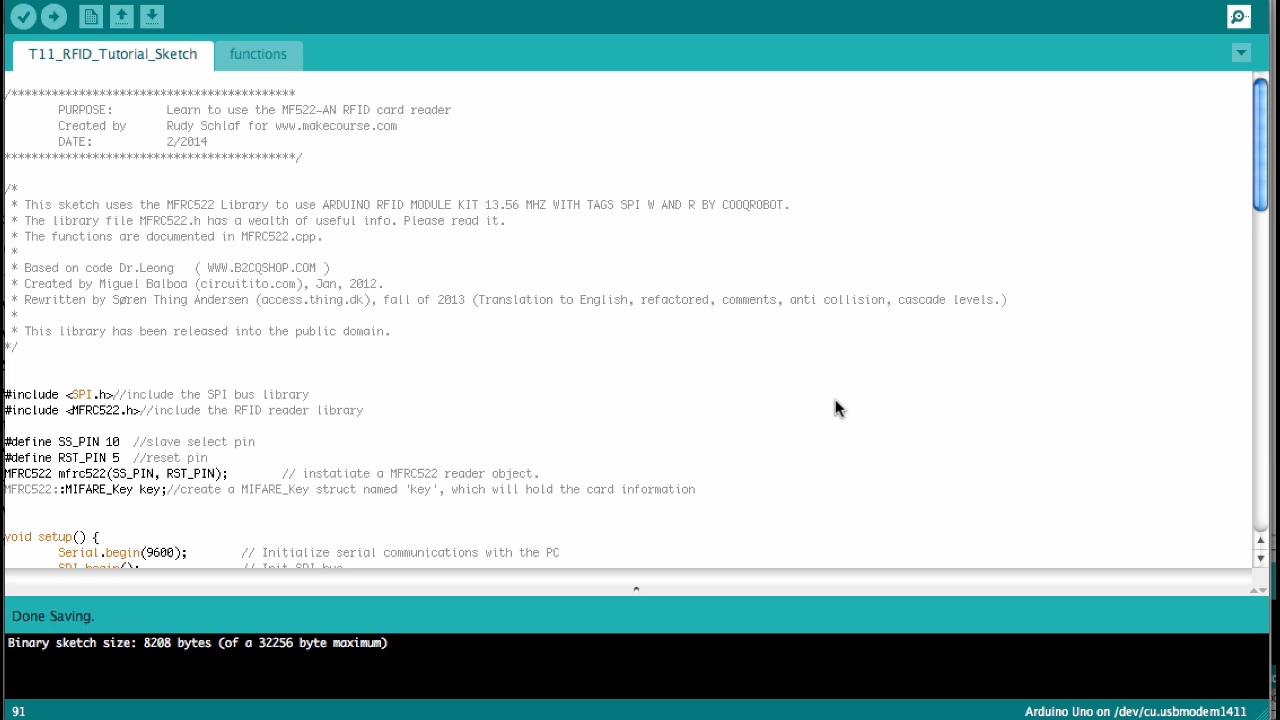 T11_RFID_Tutorial_Sketch functions
/******************************************
PURPOSE: Learn to use the MF522-AN RFID card reader
Created by Rudy Schlaf for www.makecourse.com
DATE: 2/2014
*******************************************/
/*
* This sketch uses the MFRC522 Library to use ARDUINO RFID MODULE KIT 13.56 MHZ WITH TAGS SPI W AND R BY COOQROBOT.
* The library file MFRC522.h has a wealth of useful info. Please read it.
* The functions are documented in MFRC522.cpp.
*
* Based on code Dr.Leong ( WWW.B2CQSHOP.COM )
* Created by Miguel Balboa (circuitito.com), Jan, 2012.
* Rewritten by Søren Thing Andersen (access.thing.dk), fall of 2013 (Translation to English, refactored, comments, anti collision, cascade levels.)
*
* This library has been released into the public domain.
*/
#include <SPI.h>//include the SPI bus library
#include <MFRC522.h>//include the RFID reader library
#define SS_PIN 10 //slave select pin
#define RST_PIN 5 //reset pin
MFRC522 mfrc522(SS_PIN, RST_PIN); // instatiate a MFRC522 reader object.
MFRC522::MIFARE_Key key;//create a MIFARE_Key struct named 'key', which will hold the card information
void setup() {
Serial.begin(9600); // Initialize serial communications with the PC
SPI.begin(); // Init SPI bus
Done Saving.
Binary sketch size: 8208 bytes (of a 32256 byte maximum)
91 Arduino Uno on /dev/cu.usbmodem1411